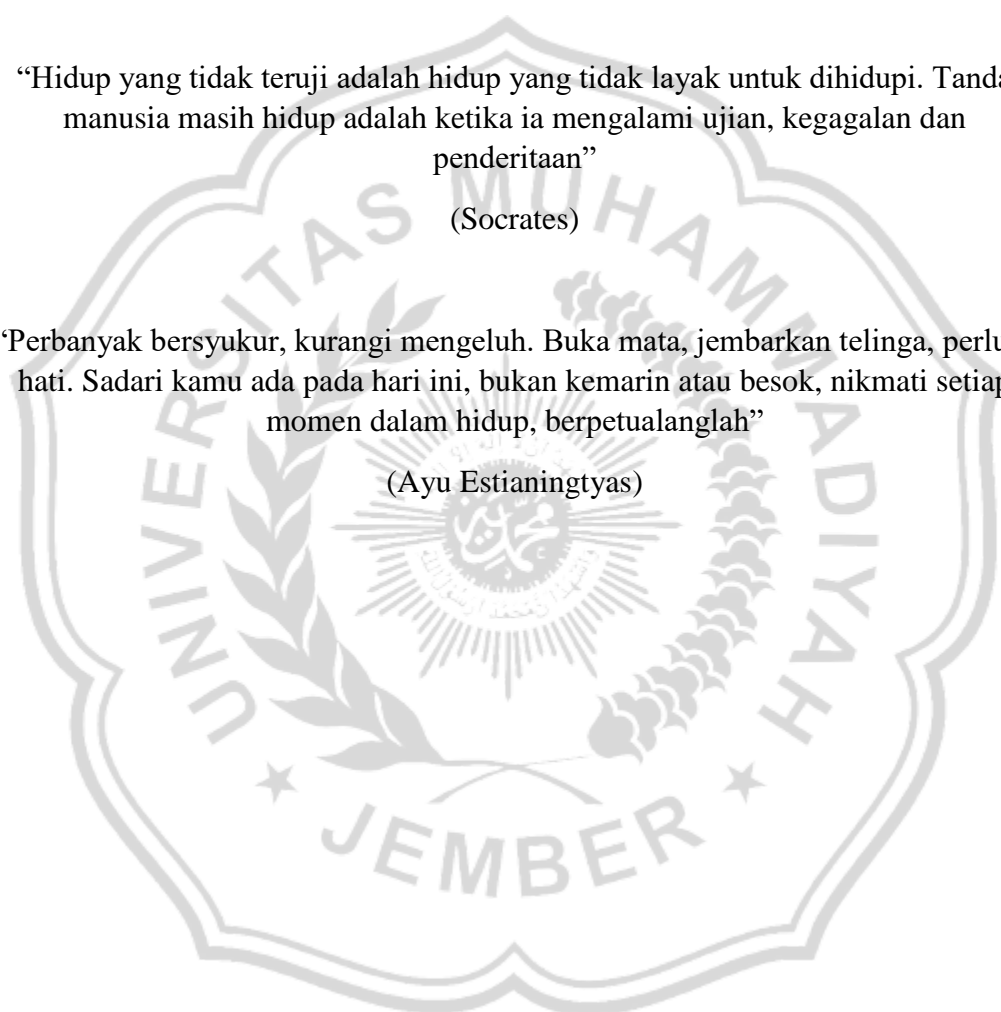 “Hidup yang tidak teruji adalah hidup yang tidak layak untuk dihidupi. Tanda
manusia masih hidup adalah ketika ia mengalami ujian, kegagalan dan
penderitaan”
(Socrates)
“Perbanyak bersyukur, kurangi mengeluh. Buka mata, jembarkan telinga,
hati. Sadari kamu ada pada hari ini, bukan kemarin atau besok, nikmati setiap
momen dalam hidup, berpetualanglah”
(Ayu Estianingtyas)
UNIVERSITAS MUHAMMADIYAH
JEMBER